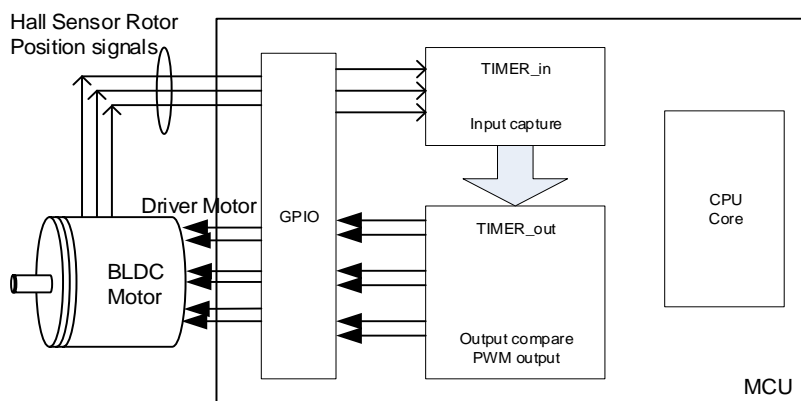 Hall Sensor Rotor
Position signals
TIMER_in
Input capture
CPU
Core
GPIO
Driver Motor
TIMER_out
BLDC
Motor
Output compare
PWM output
MCU